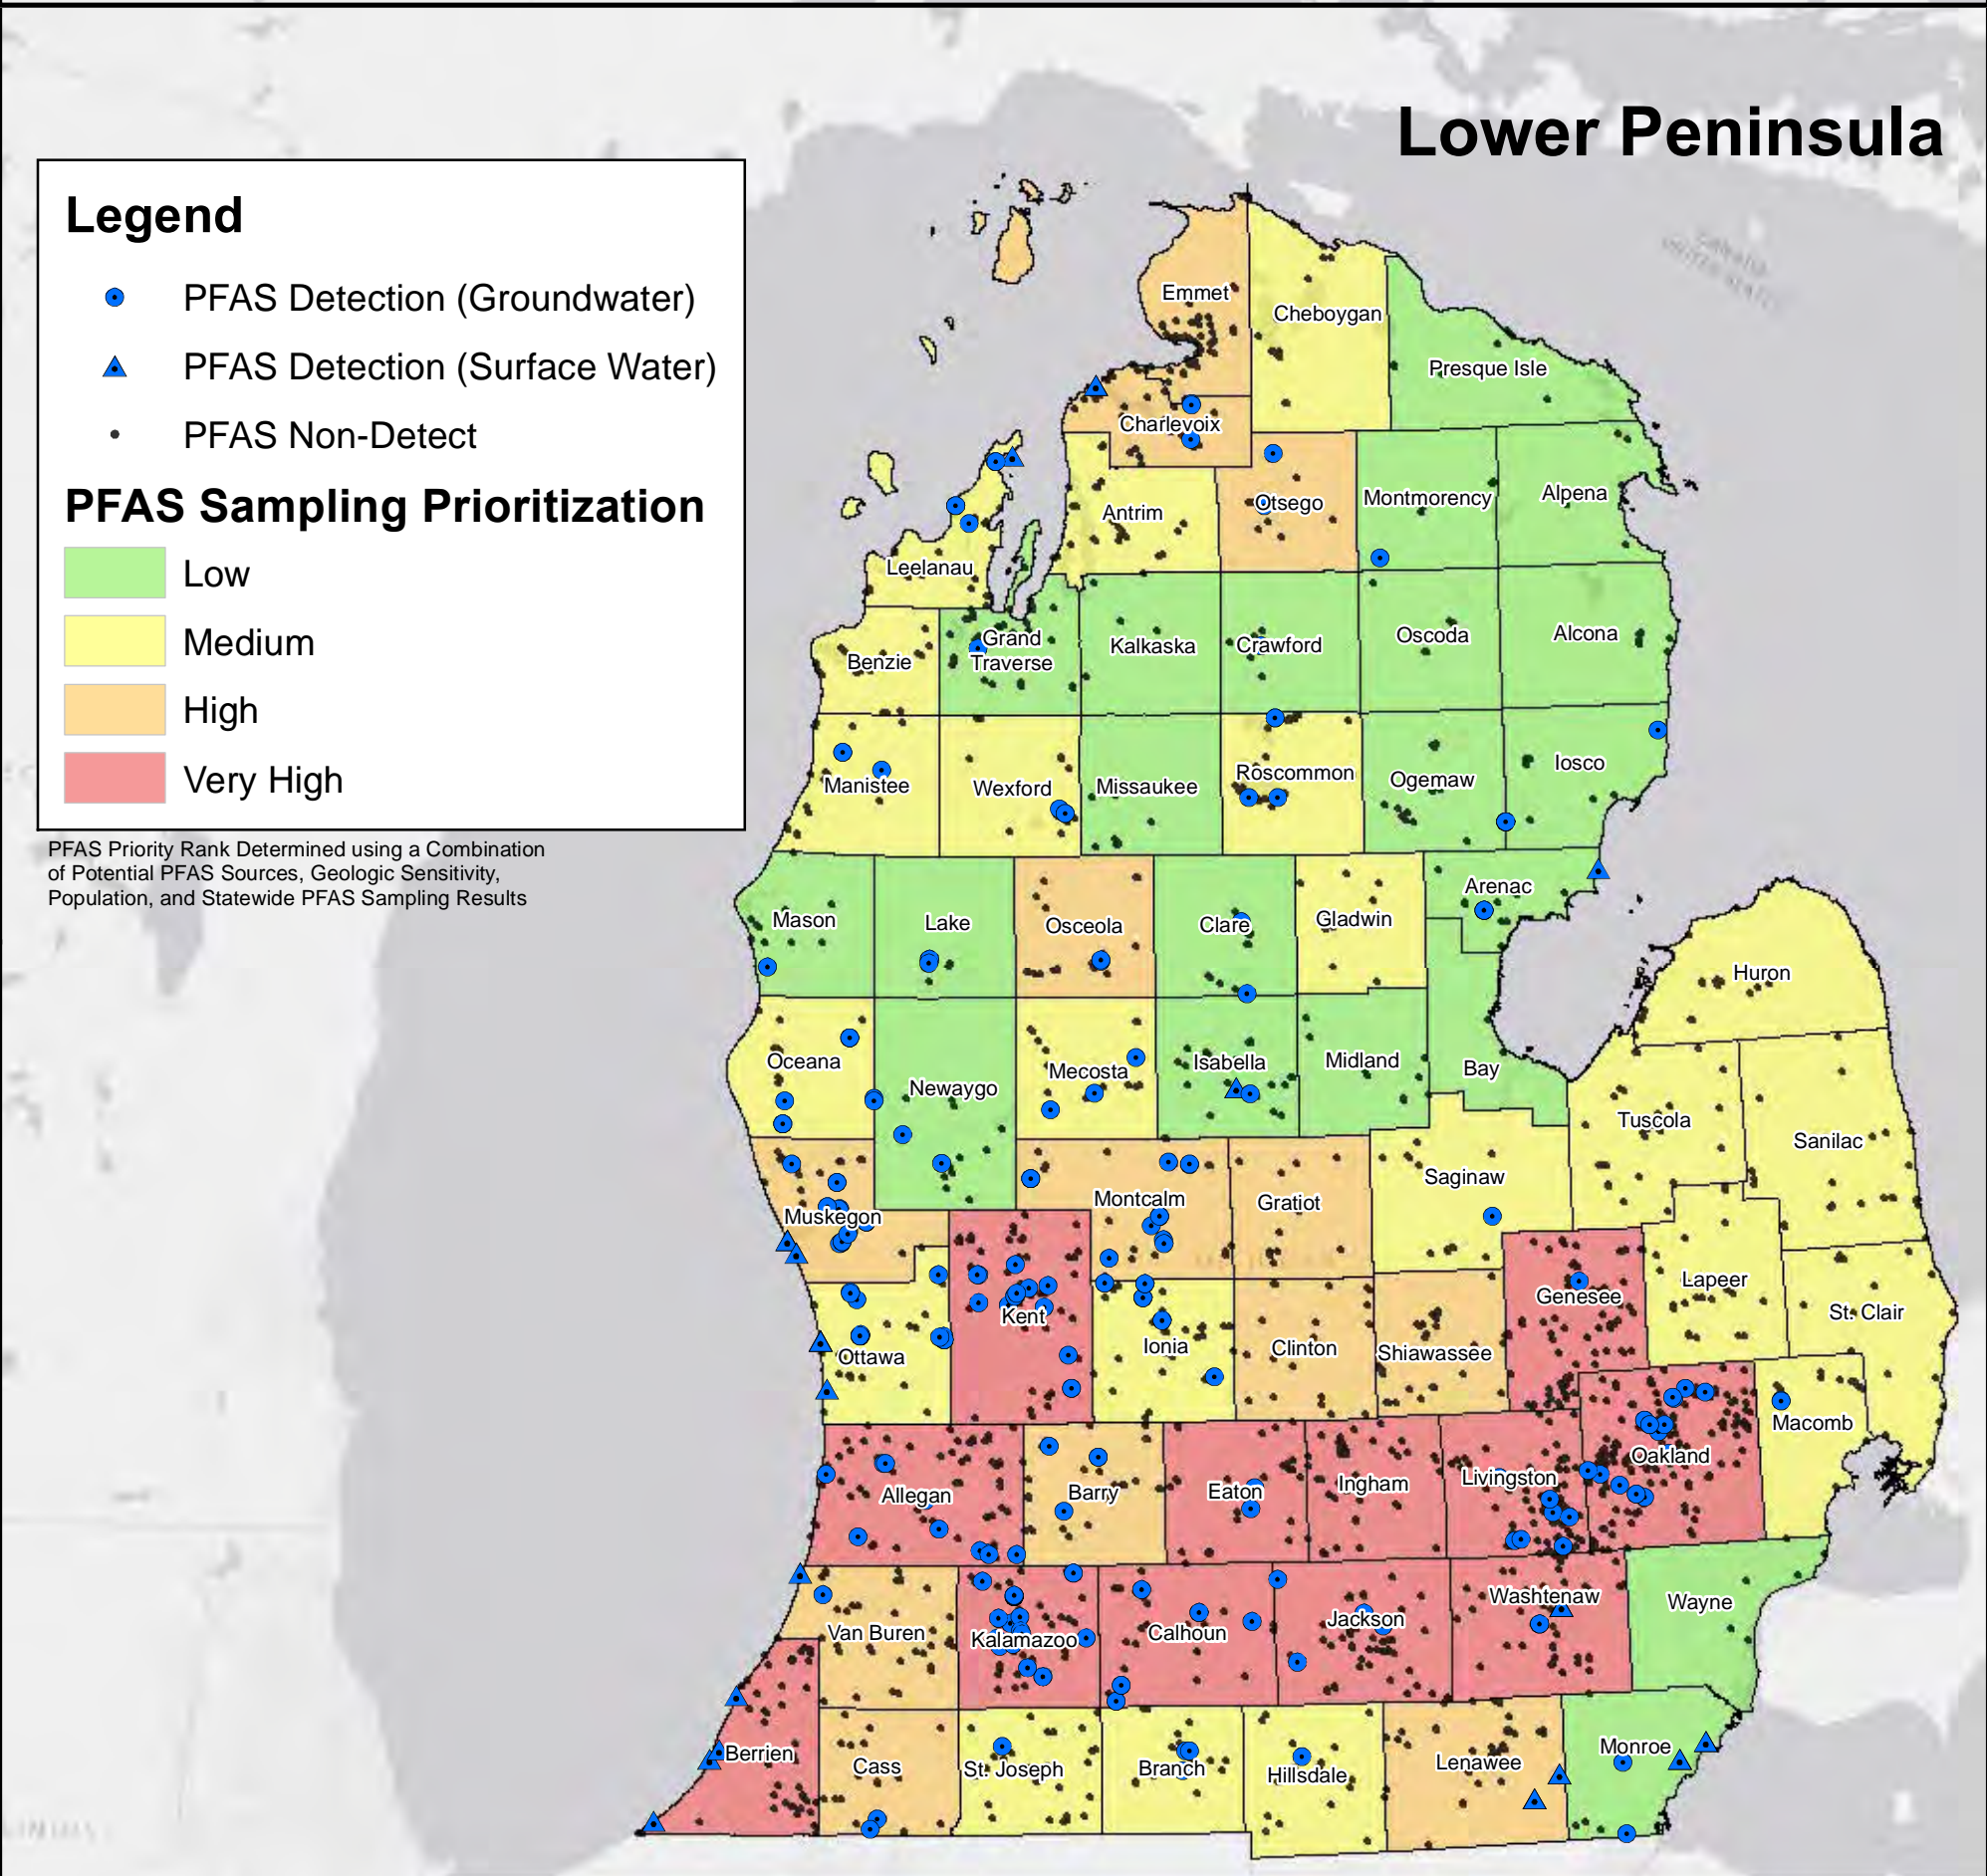 Lower Peninsula
Legend
PFAS Detection (Groundwater)
PFAS Detection (Surface Water)
PFAS Non-Detect
PFAS Sampling Prioritization
Low
Medium
High
Very High
PFAS Priority Rank Determined using a Combination
of Potential PFAS Sources, Geologic Sensitivity,
Population, and Statewide PFAS Sampling Results
Emmet
Cheboygan
Presque Isle
Charlevoix
Otsego
Montmorency
Alpena
Antrim
Leelanau
Benzie
Grand
Traverse
Kalkaska
Crawford
Oscoda
Alcona
Manistee
Wexford
Missaukee
Roscommon
Ogemaw
Iosco
Mason
Lake
Osceola
Clare
Gladwin
Arenac
Huron
Oceana
Newaygo
Mecosta
Isabella
Midland
Bay
Tuscola
Sanilac
Muskegon
Montcalm
Gratiot
Saginaw
Kent
Ottawa
Ionia
Clinton
Shiawassee
Genesee
Lapeer
St. Clair
Allegan
Barry
Eaton
Ingham
Livingston
Oakland
Macomb
Van Buren
Kalamazoo
Calhoun
Jackson
Washtenaw
Wayne
Berrien
Cass
St. Joseph
Branch
Hillsdale
Lenawee
Monroe